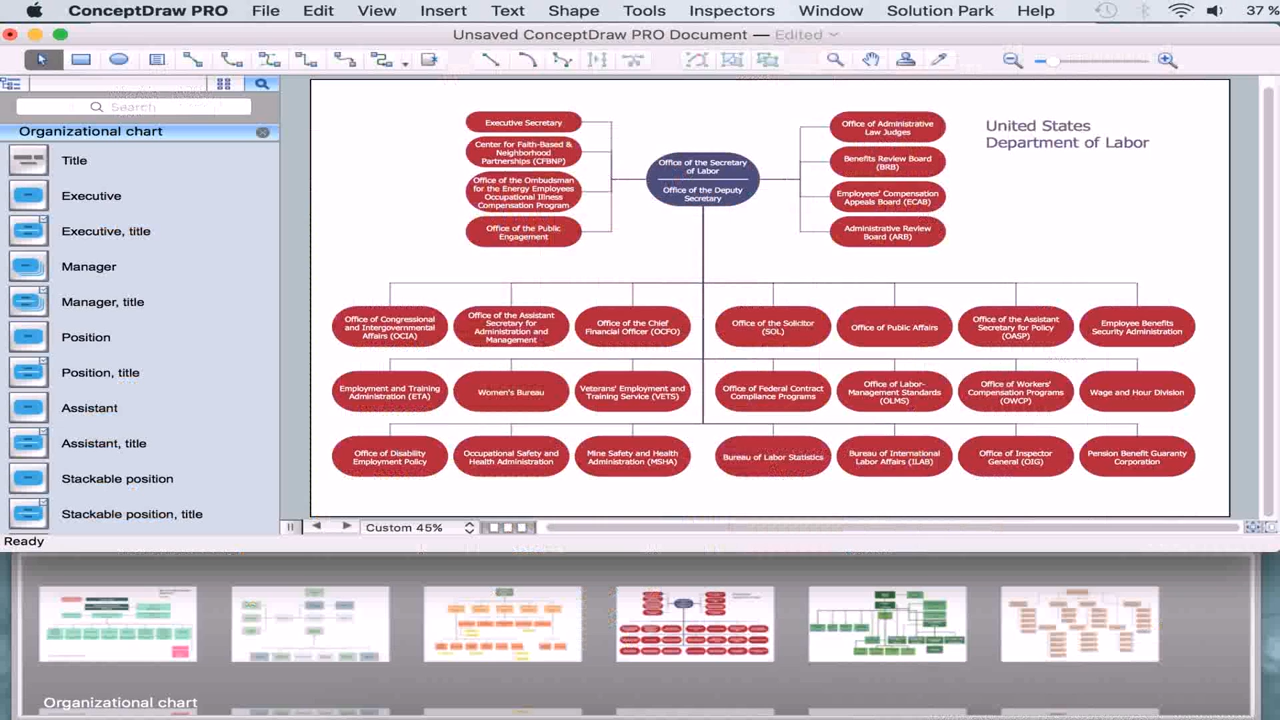 ConceptDraw PRO File Edit View Insert Text Shape Tools Inspectors Window Solution Park Help 37 %
Unsaved ConceptDraw PRO Document — Edited
Search
Organizational chart
Title
Executive
Executive, title
Manager
Manager, title
Position
Position, title
Assistant
Assistant, title
Stackable position
Stackable position, title
Executive Secretary
Center for Faith-Based &
Neighborhood
Partnerships (CFBNP)
Office of the Ombudsman
for the Energy Employees
Occupational Illness
Compensation Program
Office of the Public
Engagement
Office of the Secretary
of Labor
Office of the Deputy
Secretary
Office of Administrative
Law Judges
Benefits Review Board
(BRB)
Employees' Compensation
Appeals Board (ECAB)
Administrative Review
Board (ARB)
United States
Department of Labor
Office of Congressional
and Intergovernmental
Affairs (OCIA)
Office of the Assistant
Secretary for
Administration and
Management
Office of the Chief
Financial Officer (OCFO)
Office of the Solicitor
(SOL)
Office of Public Affairs
Office of the Assistant
Secretary for Policy
(OASP)
Employee Benefits
Security Administration
Employment and Training
Administration (ETA)
Women's Bureau
Veterans' Employment and
Training Service (VETS)
Office of Federal Contract
Compliance Programs
Office of Labor-
Management Standards
(OLMS)
Office of Workers'
Compensation Programs
(OWCP)
Wage and Hour Division
Office of Disability
Employment Policy
Occupational Safety and
Health Administration
Mine Safety and Health
Administration (MSHA)
Bureau of Labor Statistics
Bureau of International
Labor Affairs (ILAB)
Office of Inspector
General (OIG)
Pension Benefit Guaranty
Corporation
Custom 45%
Ready
Organizational chart